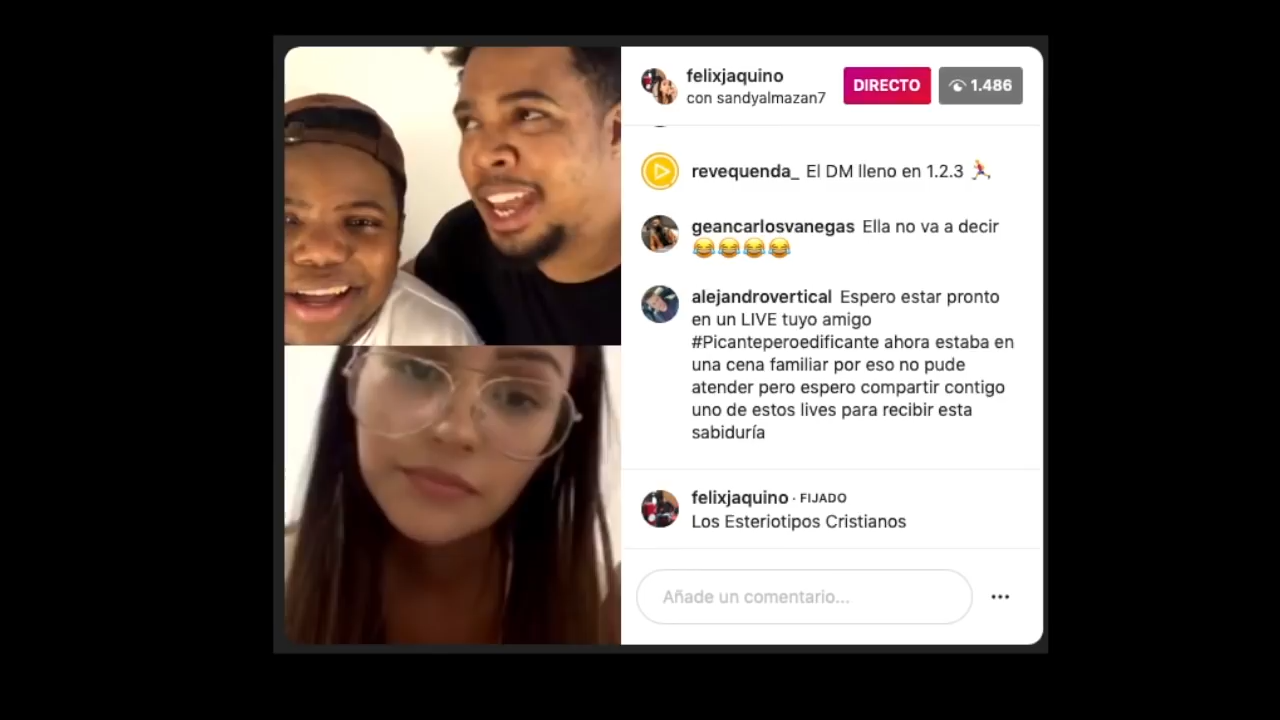 felixjaquino
con sandyalmazan7
DIRECTO
1.486
revequenda_ El DM lleno en 1.2.3 🏃‍♀️
geancarlosvanegas Ella no va a decir
😂😂😂😂
alejandrovertical Espero estar pronto
en un LIVE tuyo amigo
#Picanteperoedificante ahora estaba en
una cena familiar por eso no pude
atender pero espero compartir contigo
uno de estos lives para recibir esta
sabiduría
felixjaquino · FIJADO
Los Esteriotipos Cristianos
Añade un comentario...